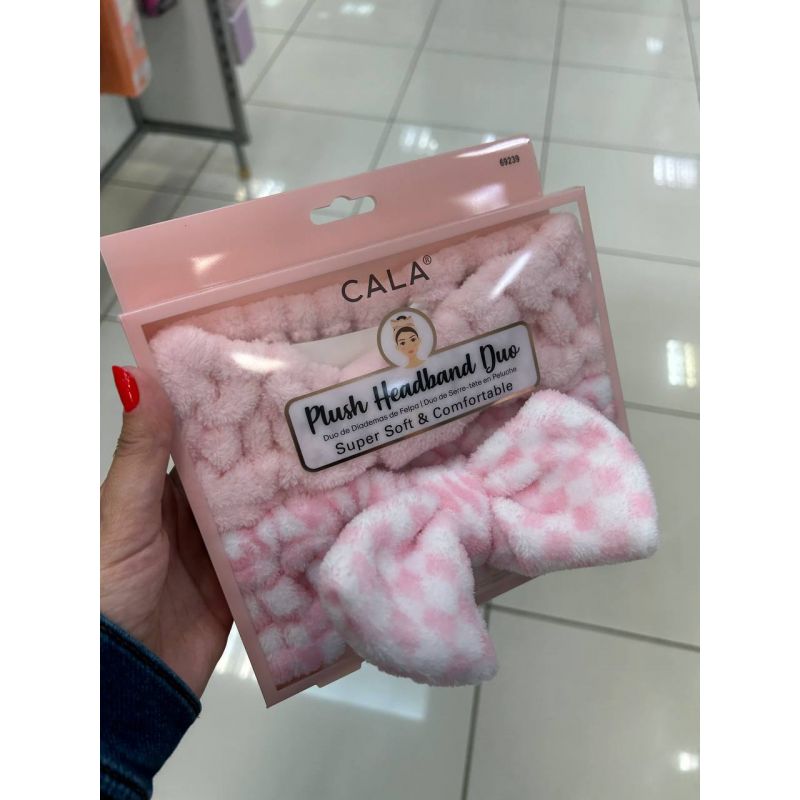 69239
CALA®
Plush Headband Duo
Duo de Diademas de Felpa | Duo de Serre-tête en Peluche
Super Soft & Comfortable